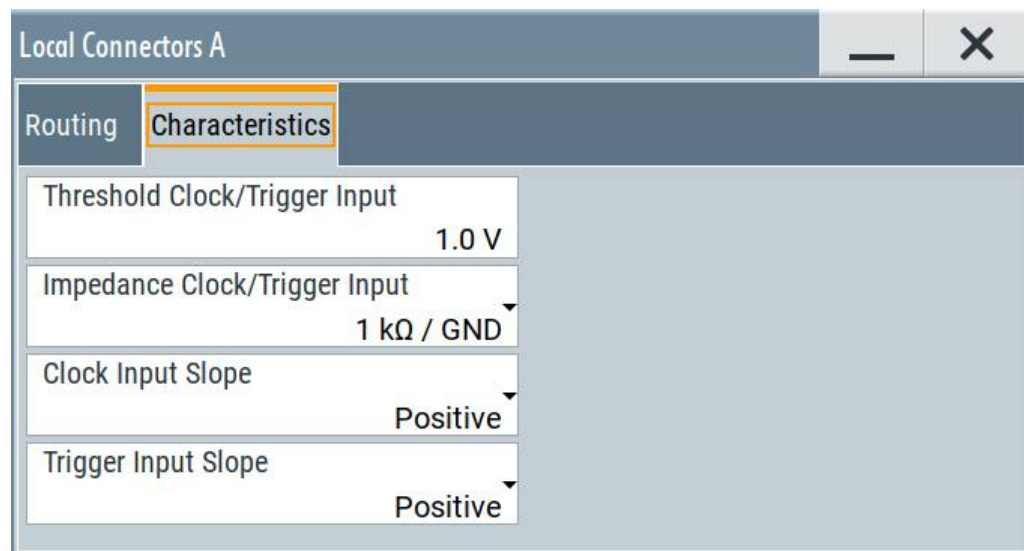 Local Connectors A
Routing
Characteristics
Threshold Clock/Trigger Input
1.0 V
Impedance Clock/Trigger Input
1 kΩ / GND
Clock Input Slope
Positive
Trigger Input Slope
Positive